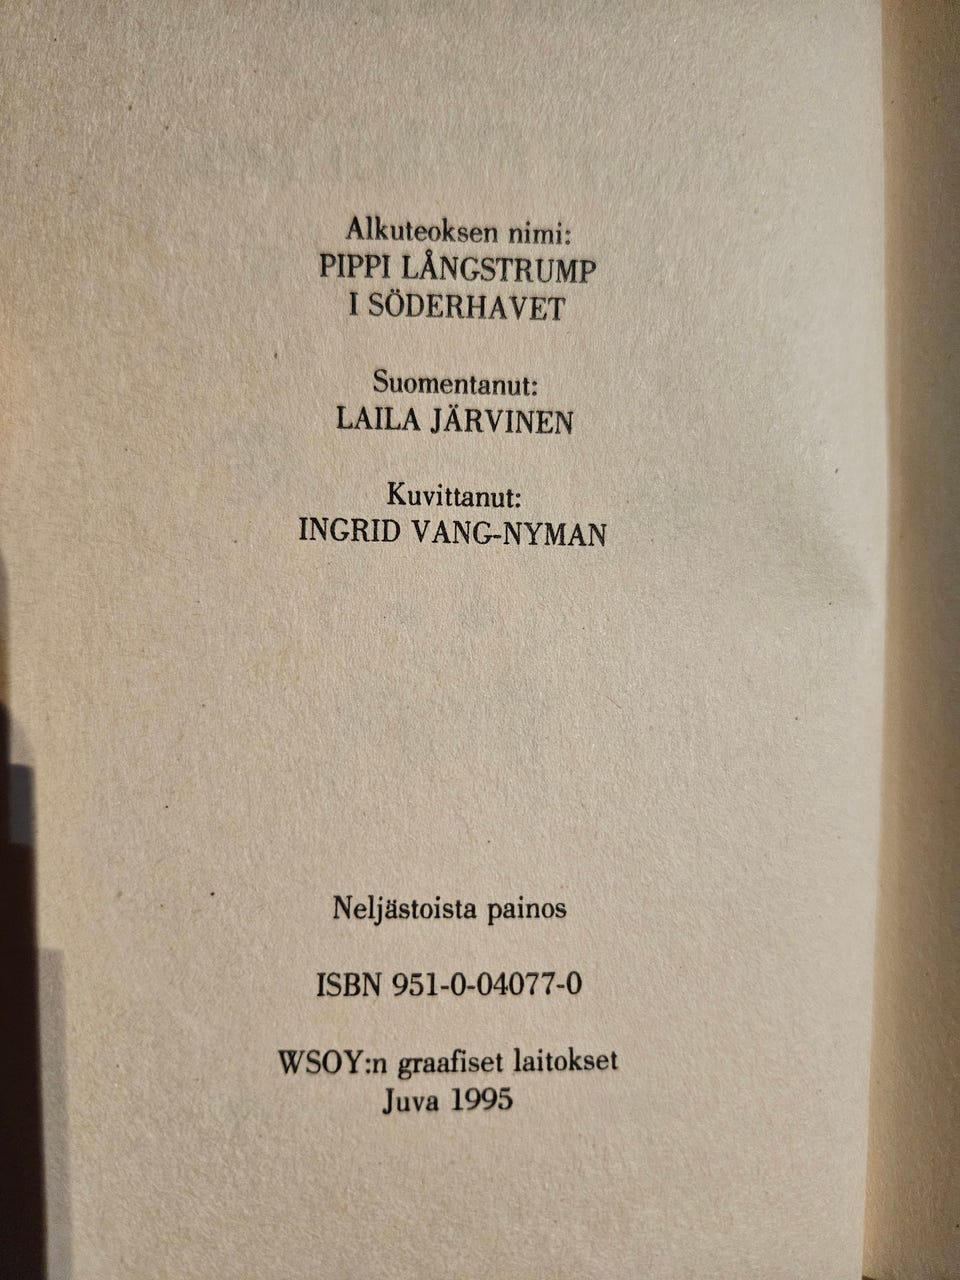 Alkuteoksen nimi:
PIPPI LÅNGSTRUMP
I SÖDERHAVET
Suomentanut:
LAILA JÄRVINEN
Kuvittanut:
INGRID VANG-NYMAN
Neljästoista painos
ISBN 951-0-04077-0
WSOY:n graafiset laitokset
Juva 1995